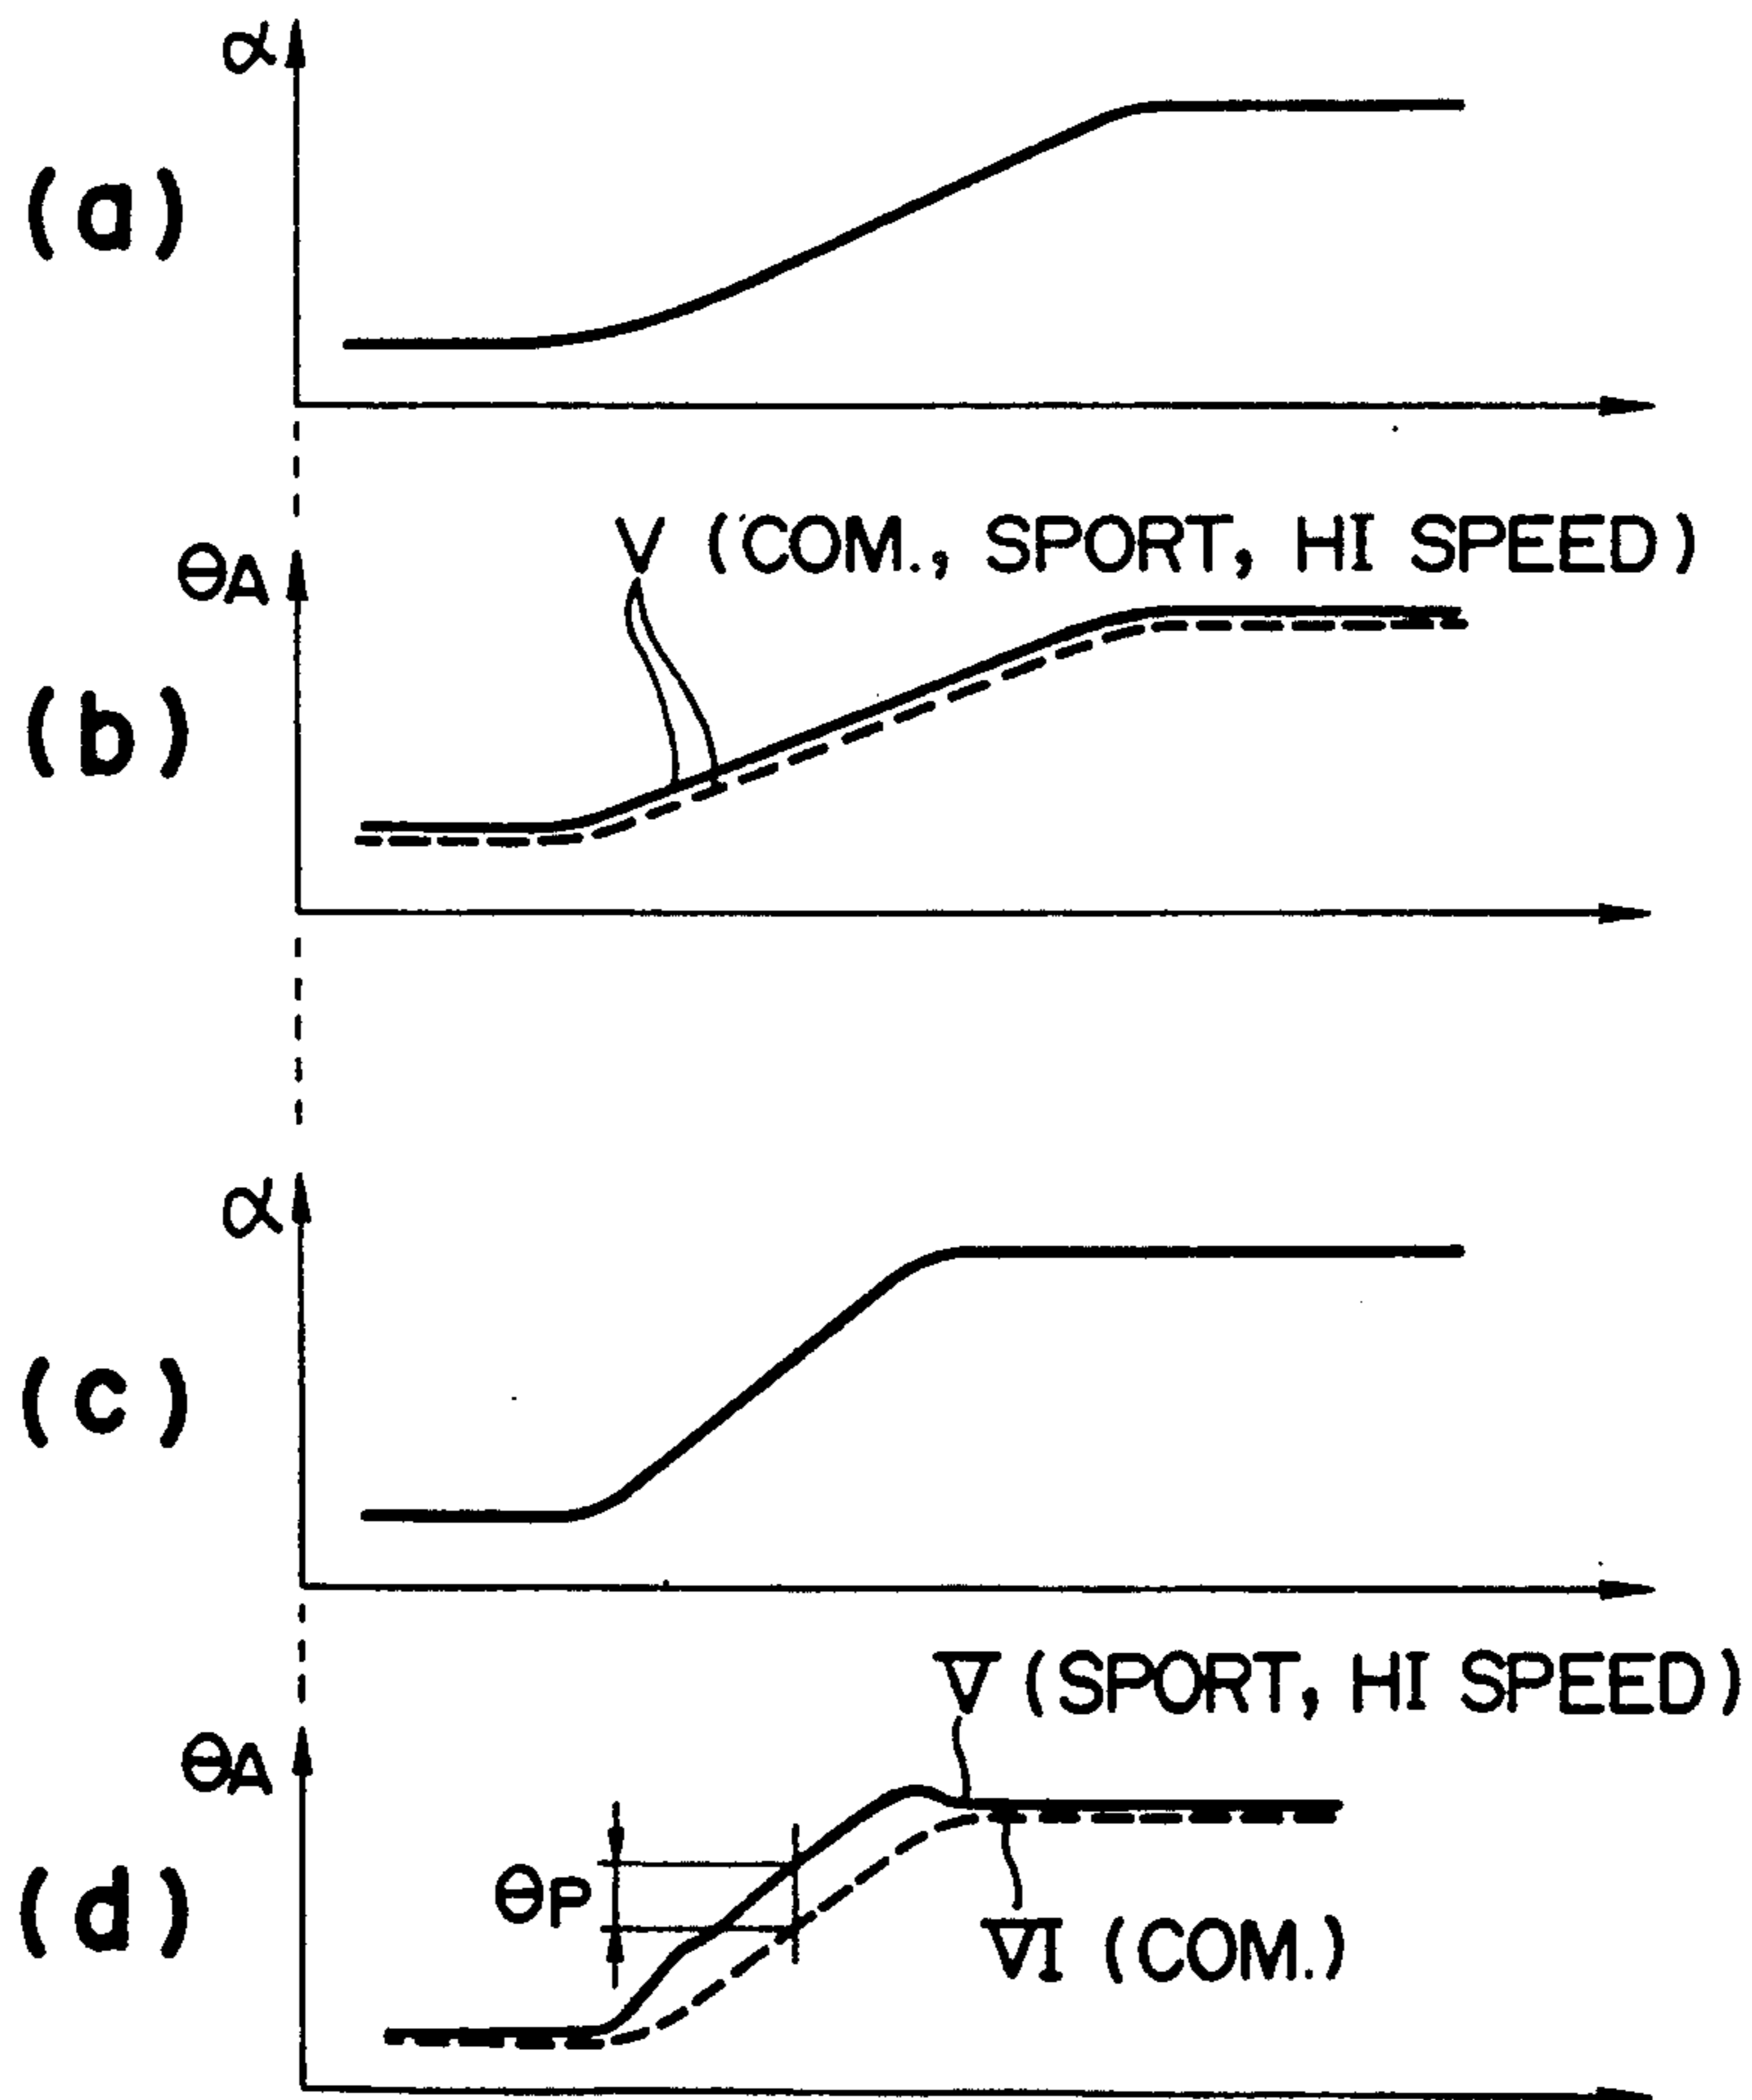 α
(a)
V (COM., SPORT, HI SPEED)
θA
(b)
α
(c)
V (SPORT, HI SPEED)
θA
θP
(d)
VI (COM.)